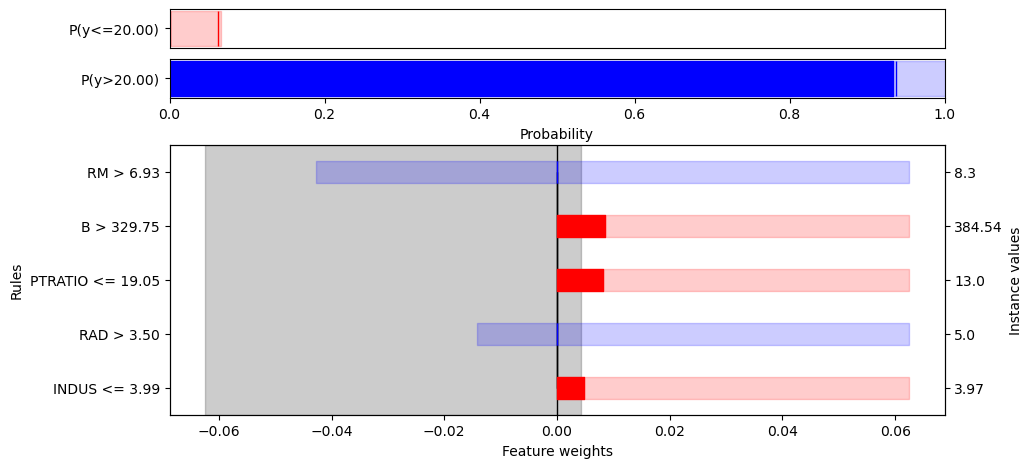 P(y<=20.00)
P(y>20.00)
0.0 0.2 0.4 0.6 0.8 1.0
Probability
RM > 6.93 8.3
B > 329.75 384.54
PTRATIO <= 19.05 13.0
RAD > 3.50 5.0
INDUS <= 3.99 3.97
Rules
Instance values
−0.06 −0.04 −0.02 0.00 0.02 0.04 0.06
Feature weights